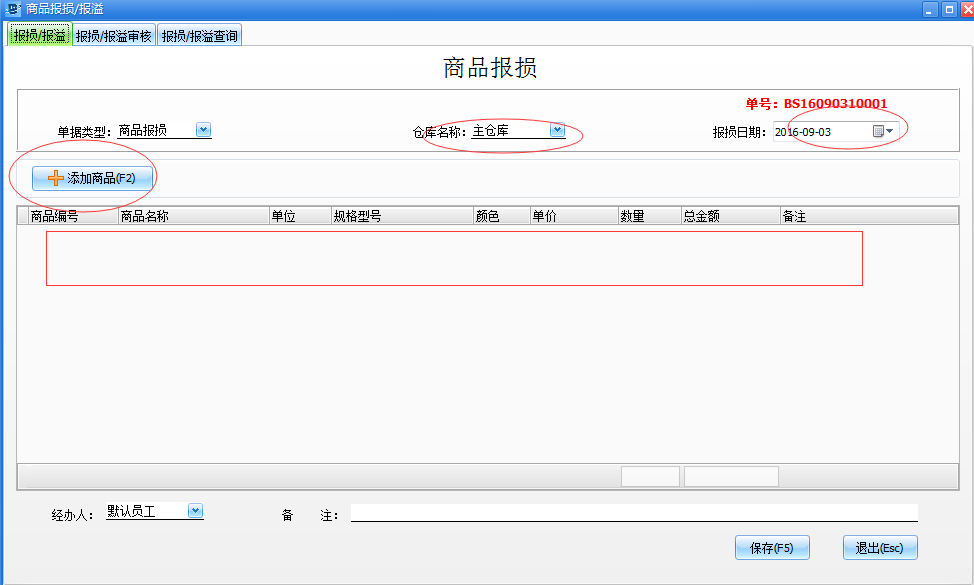 商品报损/报溢
报损/报溢 报损/报溢审核 报损/报溢查询
商品报损
单号：BS16090310001
单据类型： 商品报损 仓库名称： 主仓库 报损日期： 2016-09-03
添加商品(F2)
商品编号 商品名称 单位 规格型号 颜色 单价 数量 总金额 备注
经办人： 默认员工 备 注：
保存(F5) 退出(Esc)